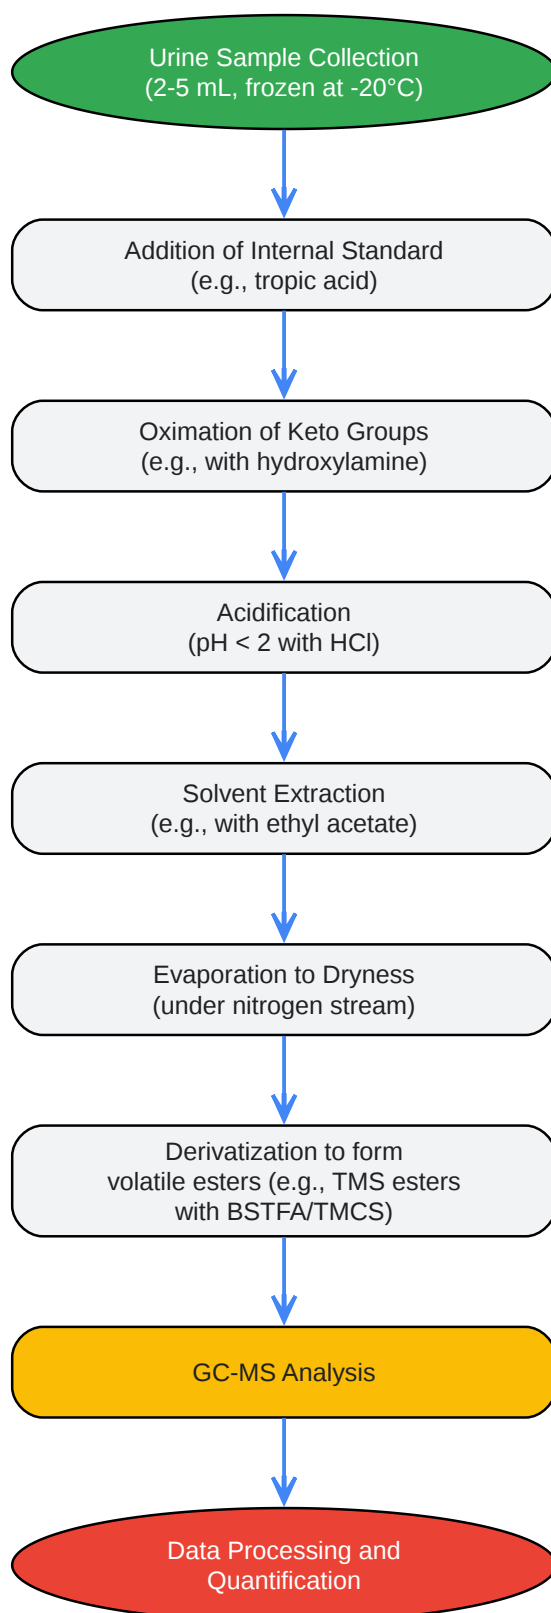 Urine Sample Collection
(2-5 mL, frozen at -20°C)
Addition of Internal Standard
(e.g., tropic acid)
Oximation of Keto Groups
(e.g., with hydroxylamine)
Acidification
(pH < 2 with HCl)
Solvent Extraction
(e.g., with ethyl acetate)
Evaporation to Dryness
(under nitrogen stream)
Derivatization to form
volatile esters (e.g., TMS esters
with BSTFA/TMCS)
GC-MS Analysis
Data Processing and
Quantification